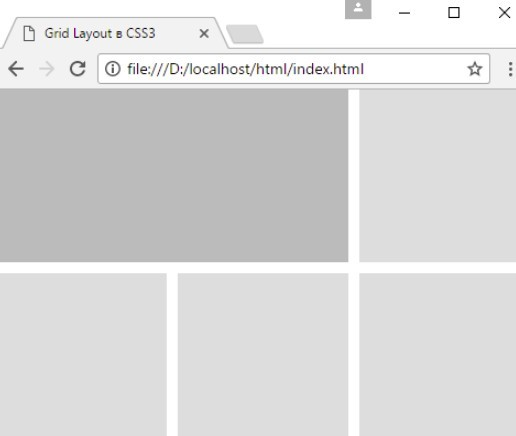 Grid Layout в CSS3
file:///D:/localhost/html/index.html